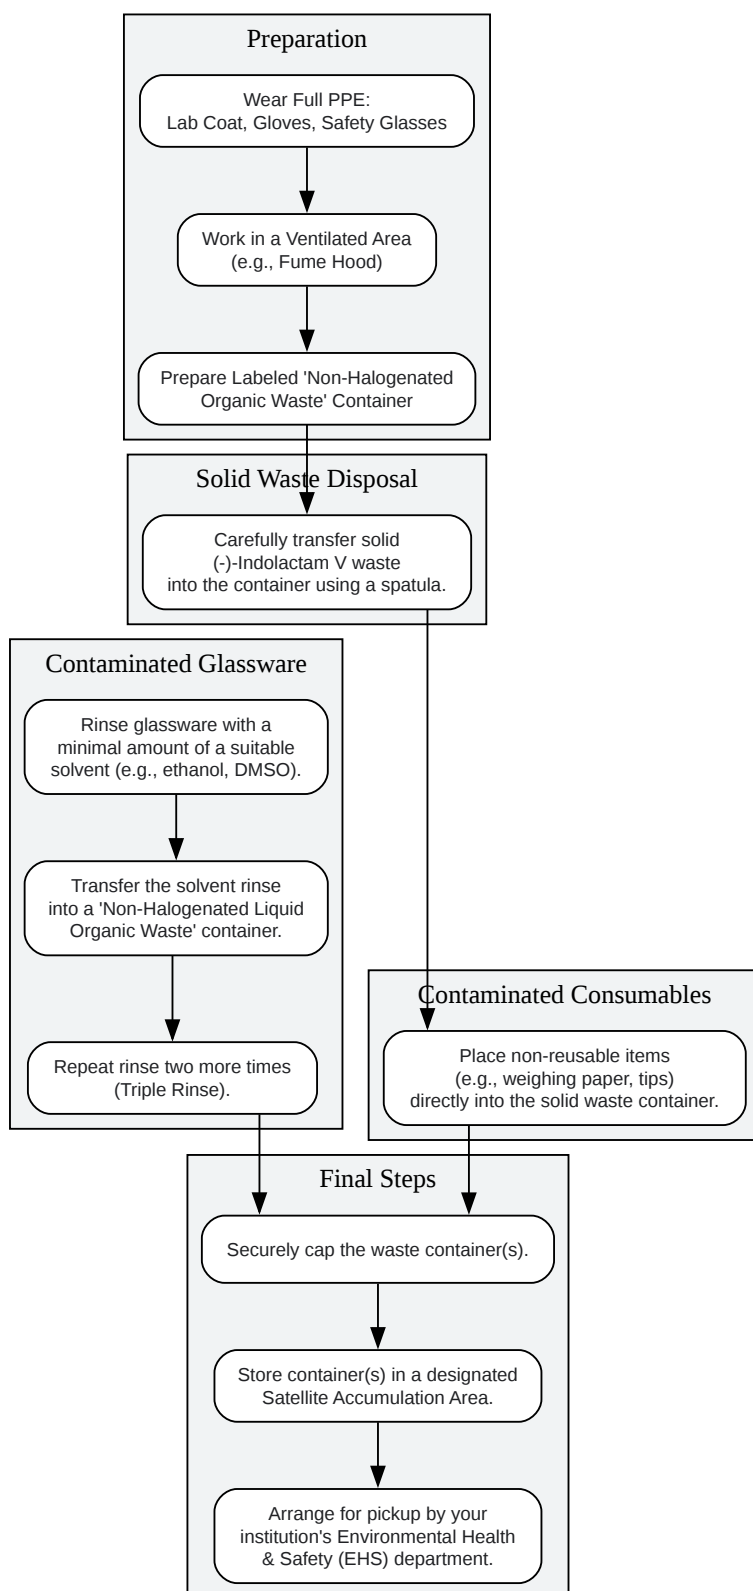 Preparation
Wear Full PPE:
Lab Coat, Gloves, Safety Glasses
Work in a Ventilated Area
(e.g., Fume Hood)
Prepare Labeled 'Non-Halogenated
Organic Waste' Container
Solid Waste Disposal
Carefully transfer solid
(-)-Indolactam V waste
into the container using a spatula.
Contaminated Glassware
Rinse glassware with a
minimal amount of a suitable
solvent (e.g., ethanol, DMSO).
Transfer the solvent rinse
into a 'Non-Halogenated Liquid
Organic Waste' container.
Repeat rinse two more times
(Triple Rinse).
Contaminated Consumables
Place non-reusable items
(e.g., weighing paper, tips)
directly into the solid waste container.
Final Steps
Securely cap the waste container(s).
Store container(s) in a designated
Satellite Accumulation Area.
Arrange for pickup by your
institution's Environmental Health
& Safety (EHS) department.